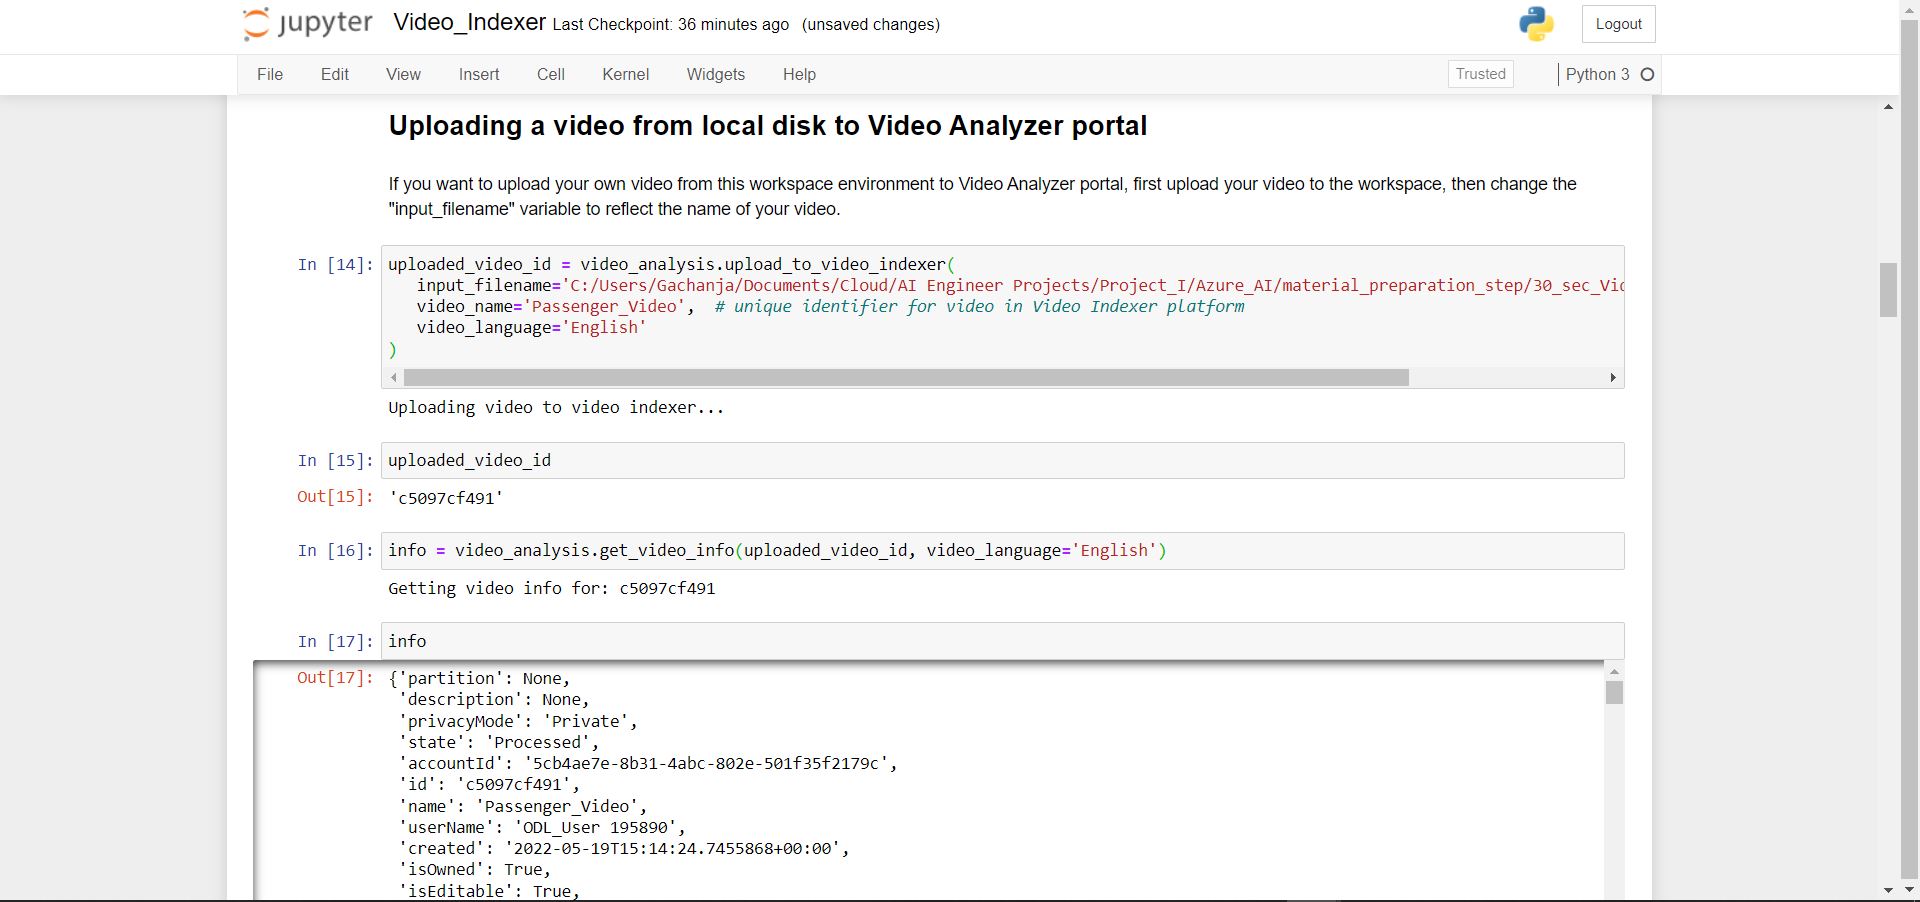 jupyter Video_Indexer Last Checkpoint: 36 minutes ago (unsaved changes) Logout
File Edit View Insert Cell Kernel Widgets Help Trusted Python 3
Uploading a video from local disk to Video Analyzer portal
If you want to upload your own video from this workspace environment to Video Analyzer portal, first upload your video to the workspace, then change the
"input_filename" variable to reflect the name of your video.
In [14]: uploaded_video_id = video_analysis.upload_to_video_indexer(
input_filename='C:/Users/Gachanja/Documents/Cloud/AI Engineer Projects/Project_I/Azure_AI/material_preparation_step/30_sec_Vid
video_name='Passenger_Video', # unique identifier for video in Video Indexer platform
video_language='English'
)
Uploading video to video indexer...
In [15]: uploaded_video_id
Out[15]: 'c5097cf491'
In [16]: info = video_analysis.get_video_info(uploaded_video_id, video_language='English')
Getting video info for: c5097cf491
In [17]: info
Out[17]: {'partition': None,
'description': None,
'privacyMode': 'Private',
'state': 'Processed',
'accountId': '5cb4ae7e-8b31-4abc-802e-501f35f2179c',
'id': 'c5097cf491',
'name': 'Passenger_Video',
'userName': 'ODL_User 195890',
'created': '2022-05-19T15:14:24.7455868+00:00',
'isOwned': True,
'isEditable': True,